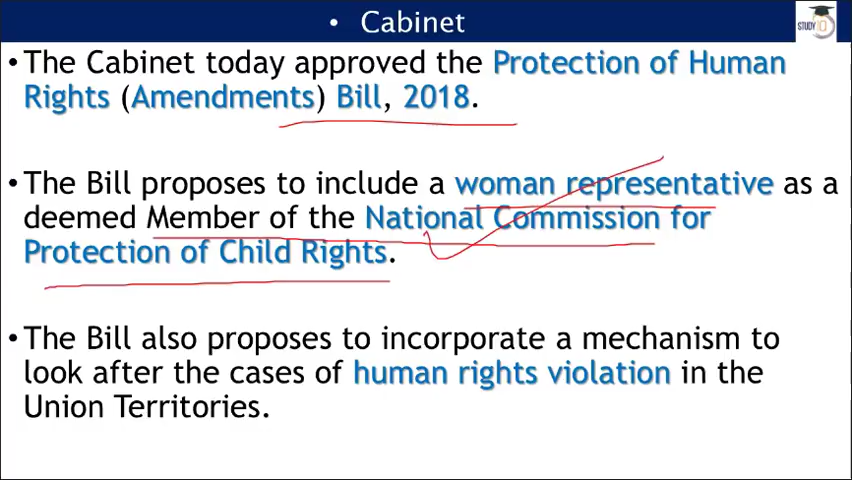 • Cabinet
STUDY IQ
• The Cabinet today approved the Protection of Human
Rights (Amendments) Bill, 2018.
• The Bill proposes to include a woman representative as a
deemed Member of the National Commission for
Protection of Child Rights.
• The Bill also proposes to incorporate a mechanism to
look after the cases of human rights violation in the
Union Territories.